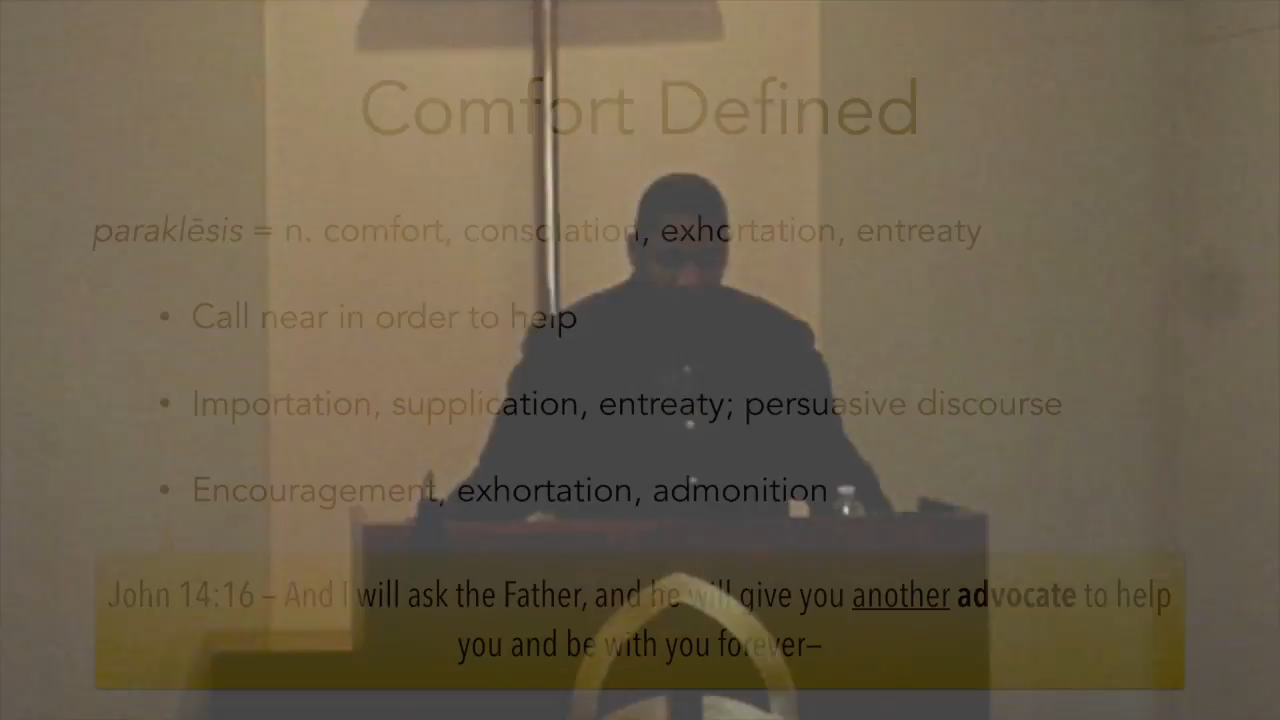 Comfort Defined
paraklēsis = n. comfort, consolation, exhortation, entreaty
• Call near in order to help
• Importation, supplication, entreaty; persuasive discourse
• Encouragement, exhortation, admonition
John 14:16 – And I will ask the Father, and he will give you another advocate to help
you and be with you forever–